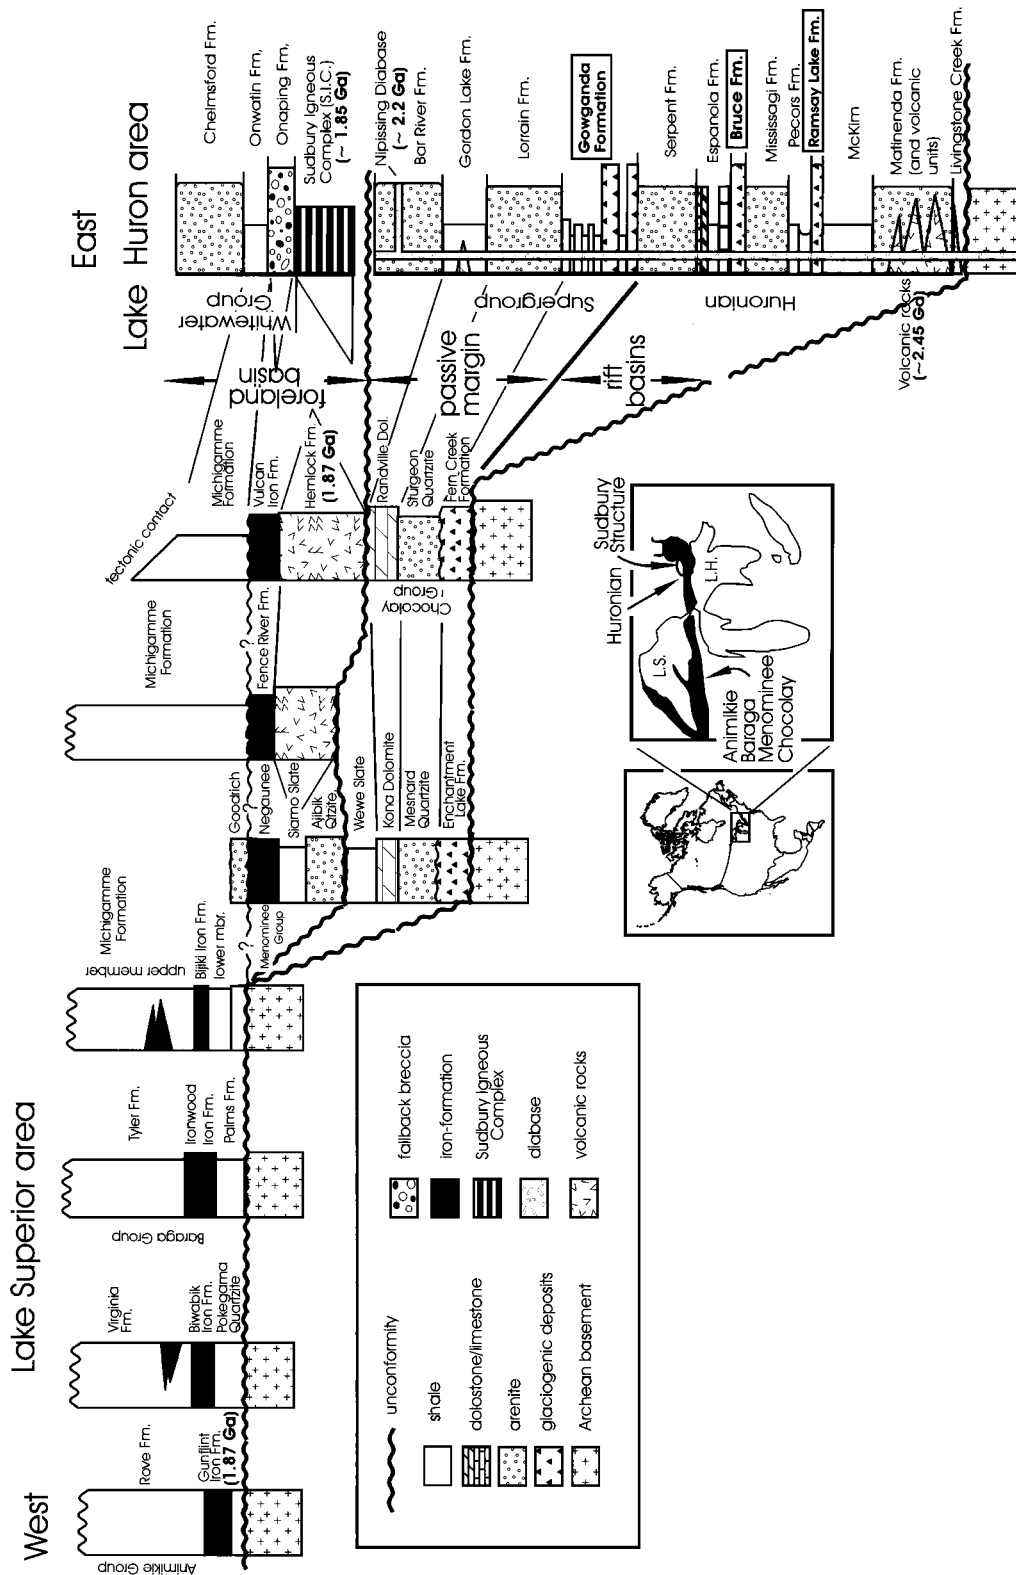 West
Lake Superior area
East
Lake Huron area
Animikie Group
Rove Fm.
Gunflint
Iron Fm.
(1.87 Ga)
Virginia
Fm.
Biwabik
Iron Fm.
Pokegama
Quartzite
Baraga Group
Tyler Fm.
Ironwood
Iron Fm.
Palms Fm.
upper member
Michigamme
Formation
Bijiki Iron Fm.
lower mbr.
?
Menominee
Group
Goodrich
?
Negaunee
Siamo Slate
Ajibik
Qtzite,
Wewe Slate
Kona Dolomite
Mesnard
Quartzite
Enchantment
Lake Fm.
Michigamme
Formation
?
Fence River Fm.
Chocolay
Group
tectonic contact
Michigamme
Formation
Vulcan
Iron Fm.
Hemlock Fm.
(1.87 Ga)
?
Randville Dol.
Sturgeon
Quartzite
Fern Creek
Formation
foreland
basin
passive
margin
rift
basins
Whitewater
Group
Huronian
Supergroup
Volcanic rocks
(~2.45 Ga)
Chelmsford Fm.
Onwatin Fm,
Onaping Fm,
Sudbury Igneous
Complex (S.I.C.)
(~ 1.85 Ga)
Nipissing Diabase
(~ 2.2 Ga)
Bar River Fm.
Gordon Lake Fm.
Lorrain Fm.
Gowganda
Formation
Serpent Fm.
Espanola Fm.
Bruce Fm.
Mississagi Fm.
Pecors Fm.
Ramsay Lake Fm.
McKim
Matinenda Fm.
(and volcanic
units)
Livingstone Creek Fm.
unconformity
shale
dolostone/limestone
arenite
glaciogenic deposits
Archean basement
fallback breccia
iron-formation
Sudbury Igneous
Complex
diabase
volcanic rocks
Huronian
Sudbury
Structure
L.S.
L.H.
Animikie
Baraga
Menominee
Chocolay